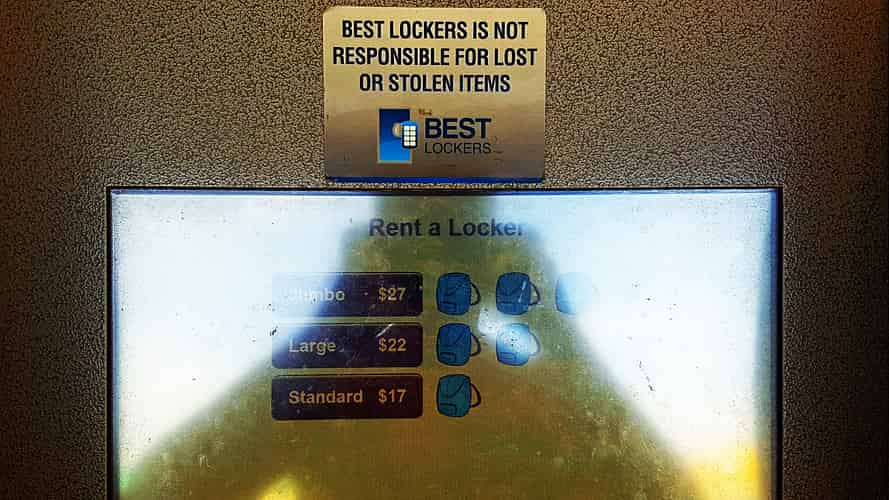 BEST LOCKERS IS NOT
RESPONSIBLE FOR LOST
OR STOLEN ITEMS
BEST
LOCKERS
Rent a Locker
Jumbo $27
Large $22
Standard $17